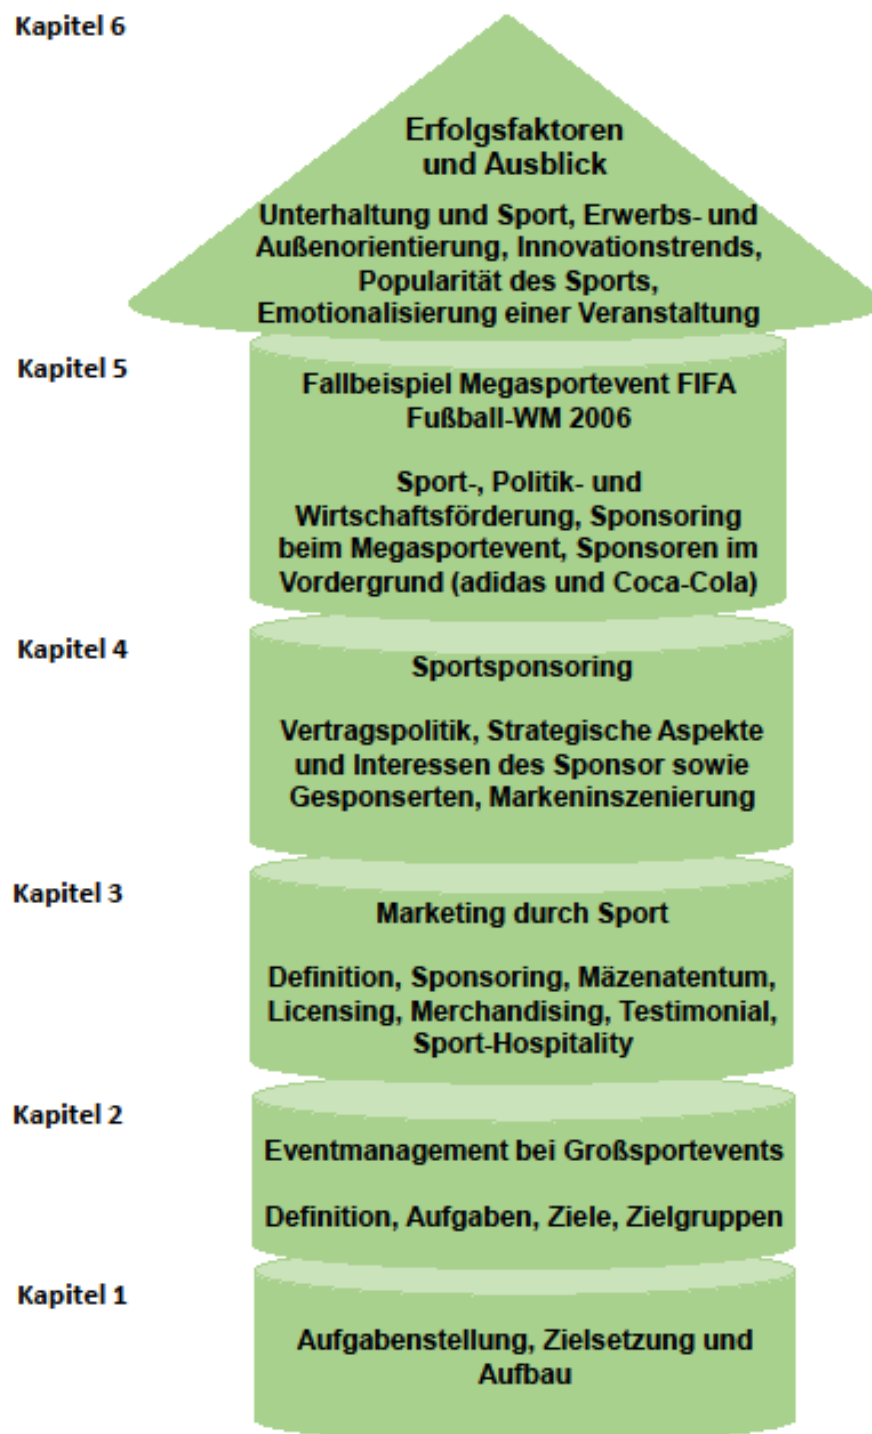 Kapitel 6
Erfolgsfaktoren
und Ausblick
Unterhaltung und Sport, Erwerbs- und
Außenorientierung, Innovationstrends,
Popularität des Sports,
Emotionalisierung einer Veranstaltung
Kapitel 5
Fallbeispiel Megasportevent FIFA
Fußball-WM 2006
Sport-, Politik- und
Wirtschaftsförderung, Sponsoring
beim Megasportevent, Sponsoren im
Vordergrund (adidas und Coca-Cola)
Kapitel 4
Sportsponsoring
Vertragspolitik, Strategische Aspekte
und Interessen des Sponsor sowie
Gesponserten, Markeninszenierung
Kapitel 3
Marketing durch Sport
Definition, Sponsoring, Mäzenatentum,
Licensing, Merchandising, Testimonial,
Sport-Hospitality
Kapitel 2
Eventmanagement bei Großsportevents
Definition, Aufgaben, Ziele, Zielgruppen
Kapitel 1
Aufgabenstellung, Zielsetzung und
Aufbau